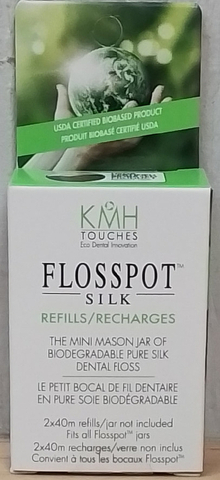 USDA CERTIFIED BIOBASED PRODUCT
PRODUIT BIOBASÉ CERTIFIÉ USDA
KMH
TOUCHES
Eco Dental Innovation
FLOSSPOT™
SILK
REFILLS/RECHARGES
THE MINI MASON JAR OF
BIODEGRADABLE PURE SILK
DENTAL FLOSS
LE PETIT BOCAL DE FIL DENTAIRE
EN PURE SOIE BIODÉGRADABLE
2x40m refills/jar not included
Fits all Flosspot™ jars
2x40m recharges/verre non inclus
Convient à tous les bocaux Flosspot™